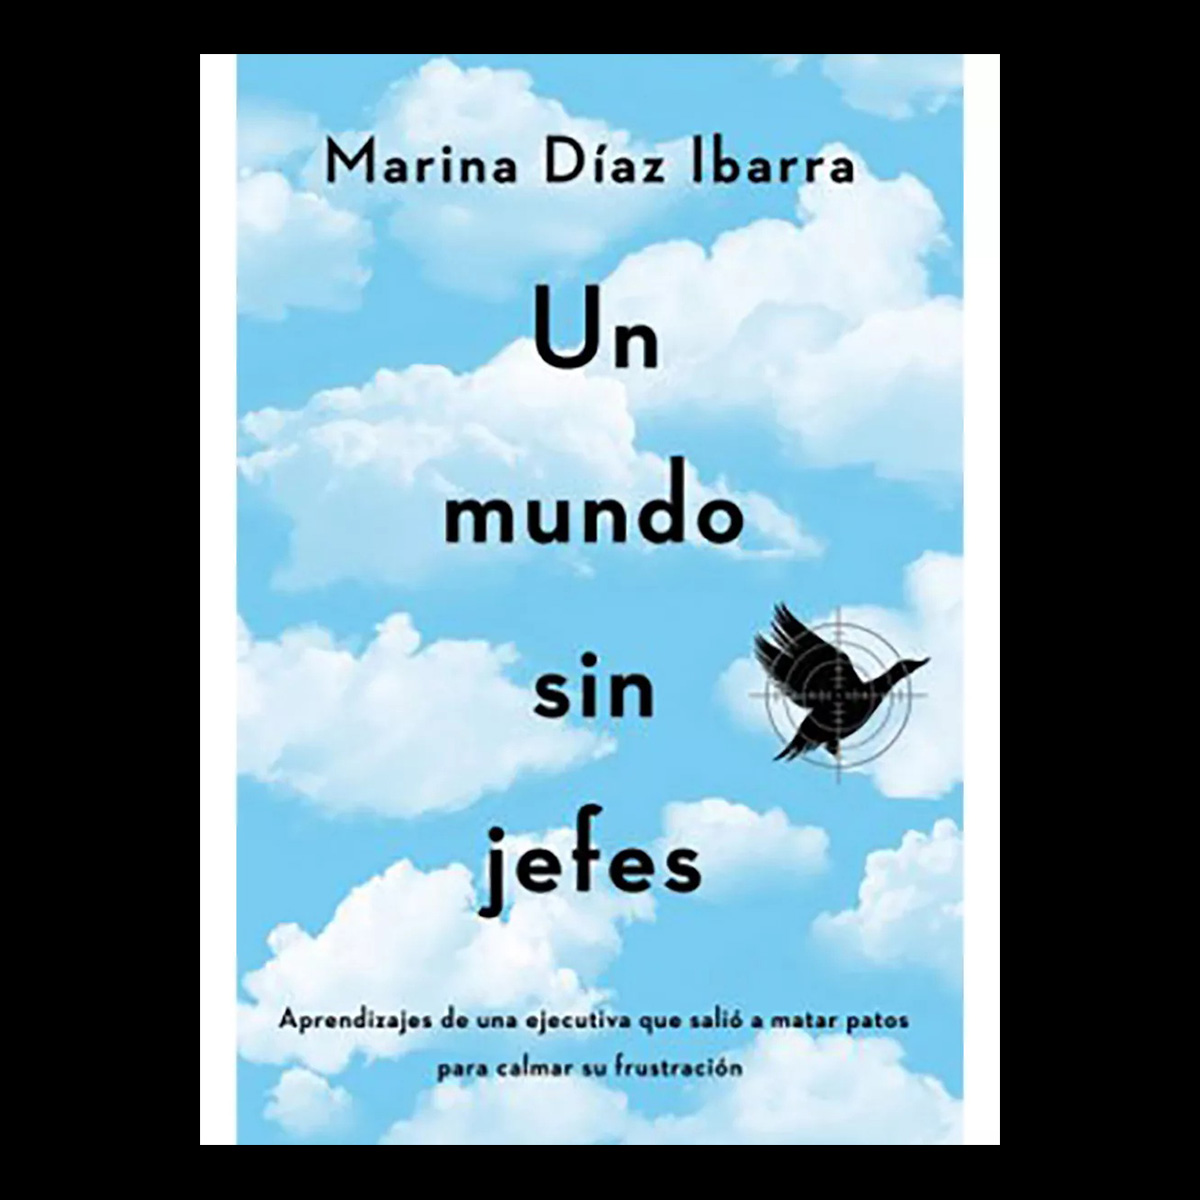 Marina Díaz Ibarra
Un
mundo
sin
jefes
Aprendizajes de una ejecutiva que salió a matar patos
para calmar su frustración